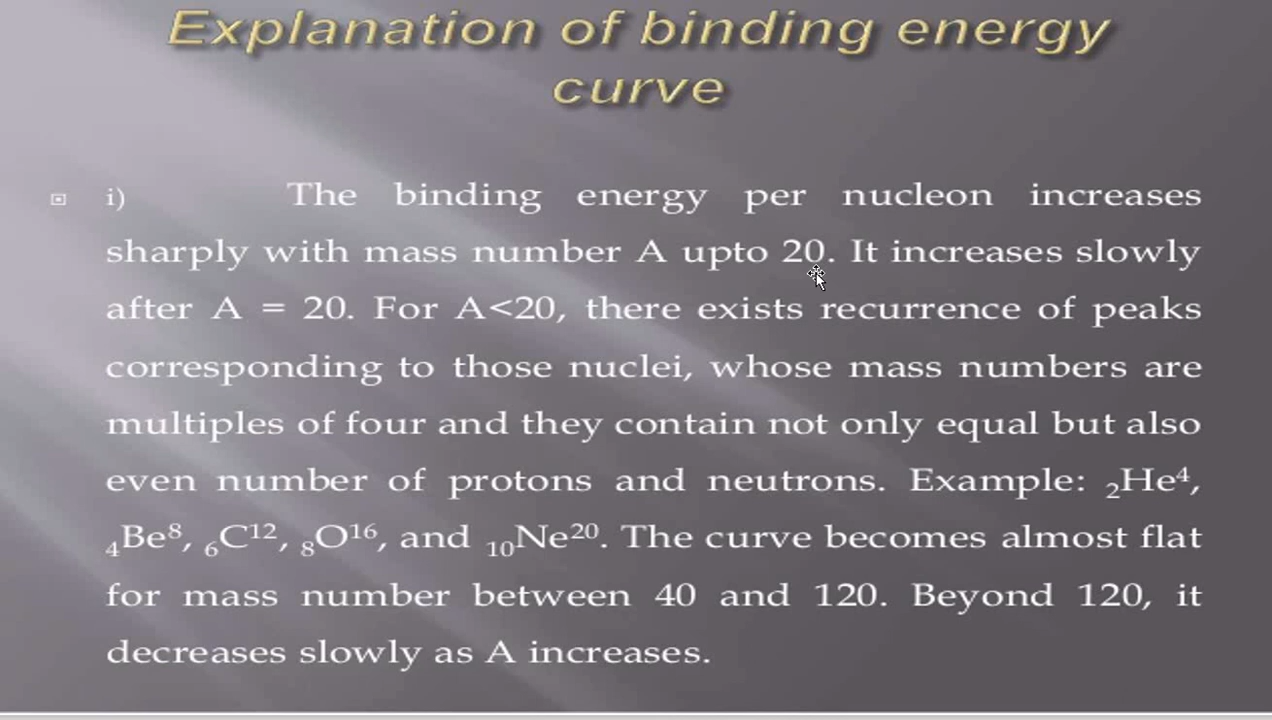 Explanation of binding energy
curve
i) The binding energy per nucleon increases
sharply with mass number A upto 20. It increases slowly
after A = 20. For A<20, there exists recurrence of peaks
corresponding to those nuclei, whose mass numbers are
multiples of four and they contain not only equal but also
even number of protons and neutrons. Example: ₂He⁴,
₄Be⁸, ₆C¹², ₈O¹⁶, and ₁₀Ne²⁰. The curve becomes almost flat
for mass number between 40 and 120. Beyond 120, it
decreases slowly as A increases.